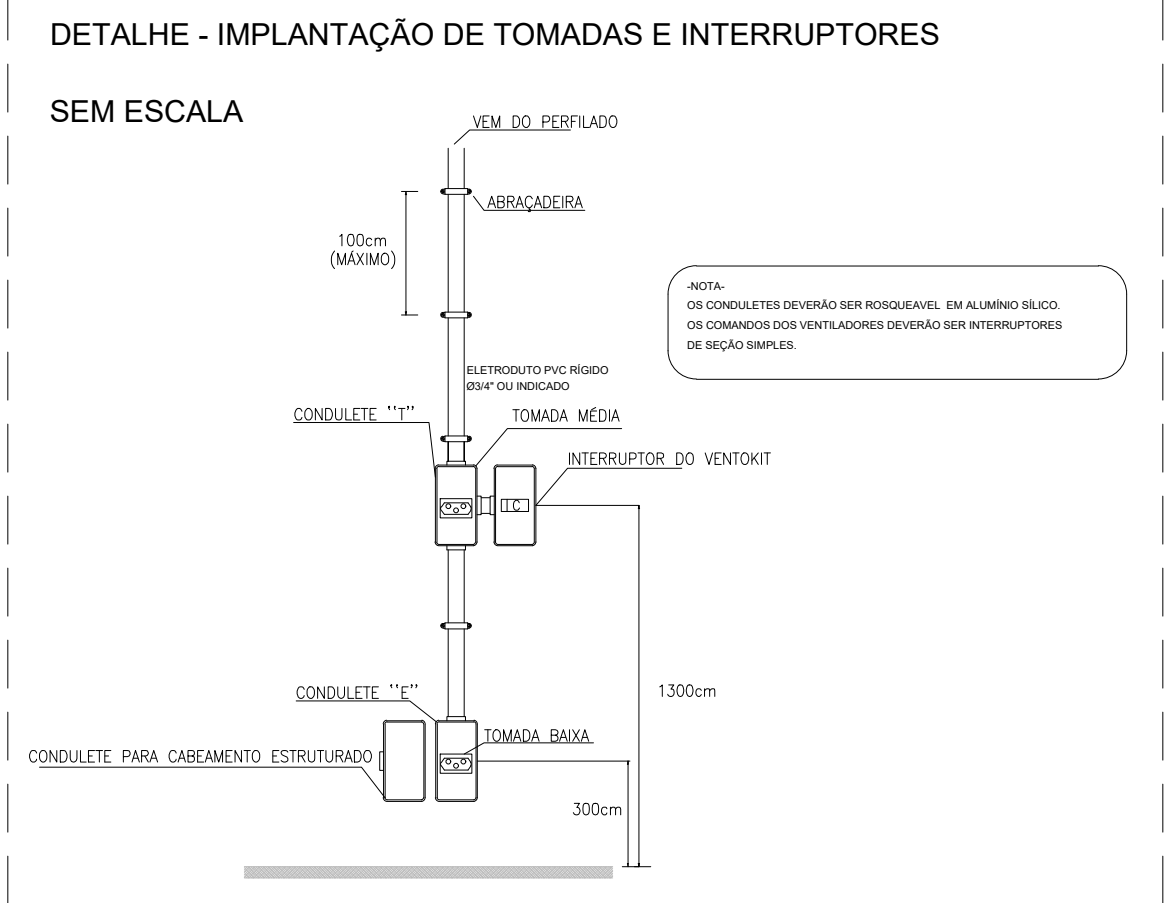 DETALHE - IMPLANTAÇÃO DE TOMADAS E INTERRUPTORES
SEM ESCALA
VEM DO PERFILADO
ABRAÇADEIRA
100cm
(MÁXIMO)
-NOTA-
OS CONDULETES DEVERÃO SER ROSQUEAVEL EM ALUMÍNIO SÍLICO.
OS COMANDOS DOS VENTILADORES DEVERÃO SER INTERRUPTORES
DE SEÇÃO SIMPLES.
ELETRODUTO PVC RÍGIDO
Ø3/4" OU INDICADO
CONDULETE ‘‘T’’
TOMADA MÉDIA
INTERRUPTOR DO VENTOKIT
I C
1300cm
CONDULETE ‘‘E’’
TOMADA BAIXA
CONDULETE PARA CABEAMENTO ESTRUTURADO
300cm